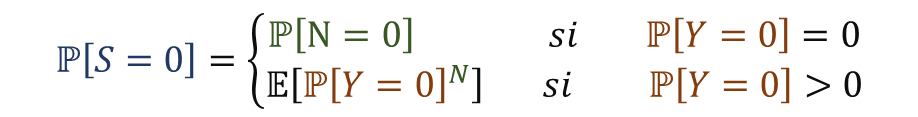 ℙ[S = 0] = { ℙ[N = 0] si ℙ[Y = 0] = 0
𝔼[ℙ[Y = 0]^N] si ℙ[Y = 0] > 0